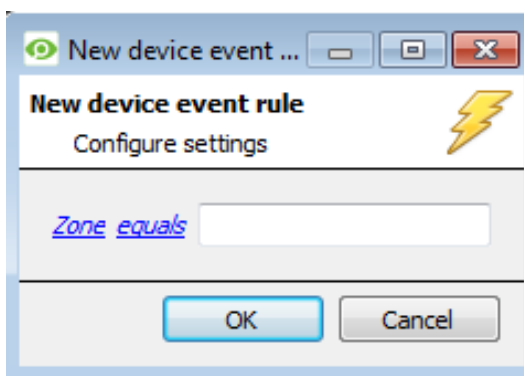 New device event ...
New device event rule
Configure settings
Zone equals
OK Cancel